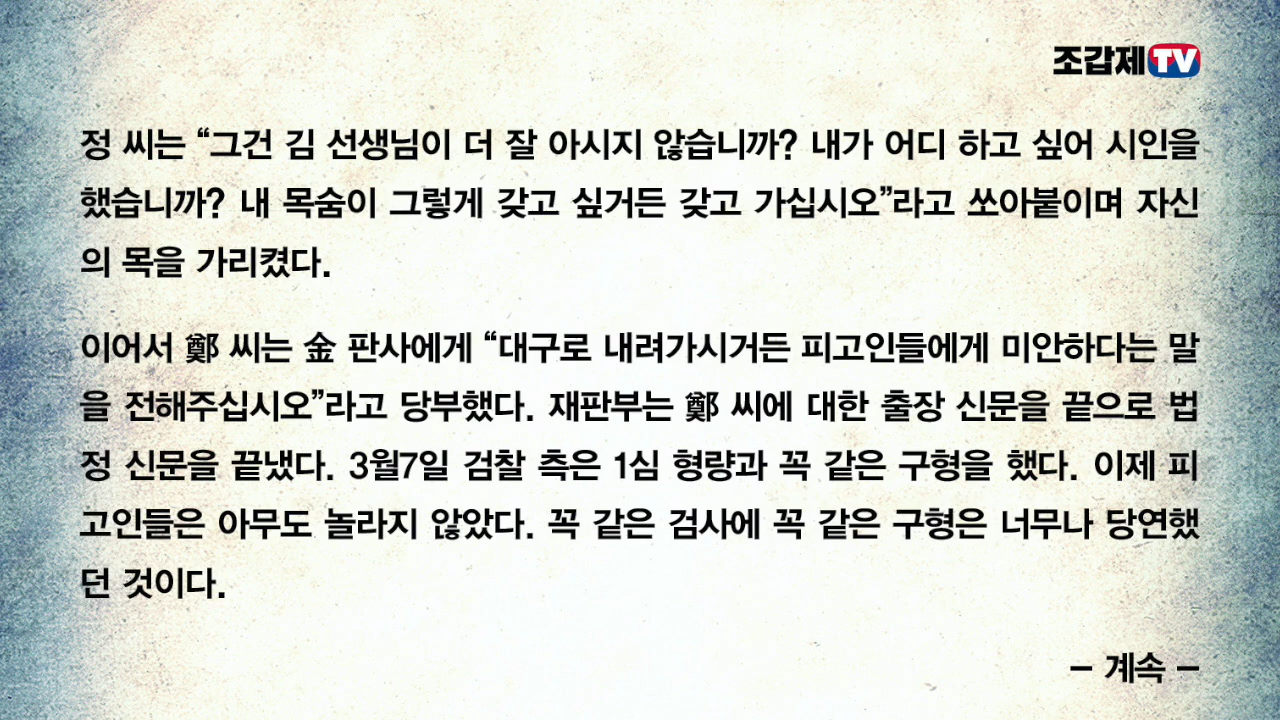 조갑제TV
정 씨는 “그건 김 선생님이 더 잘 아시지 않습니까? 내가 어디 하고 싶어 시인을
했습니까? 내 목숨이 그렇게 갖고 싶거든 갖고 가십시오”라고 쏘아붙이며 자신
의 목을 가리켰다.
이어서 鄭 씨는 金 판사에게 “대구로 내려가시거든 피고인들에게 미안하다는 말
을 전해주십시오”라고 당부했다. 재판부는 鄭 씨에 대한 출장 신문을 끝으로 법
정 신문을 끝냈다. 3월7일 검찰 측은 1심 형량과 꼭 같은 구형을 했다. 이제 피
고인들은 아무도 놀라지 않았다. 꼭 같은 검사에 꼭 같은 구형은 너무나 당연했
던 것이다.
– 계속 –